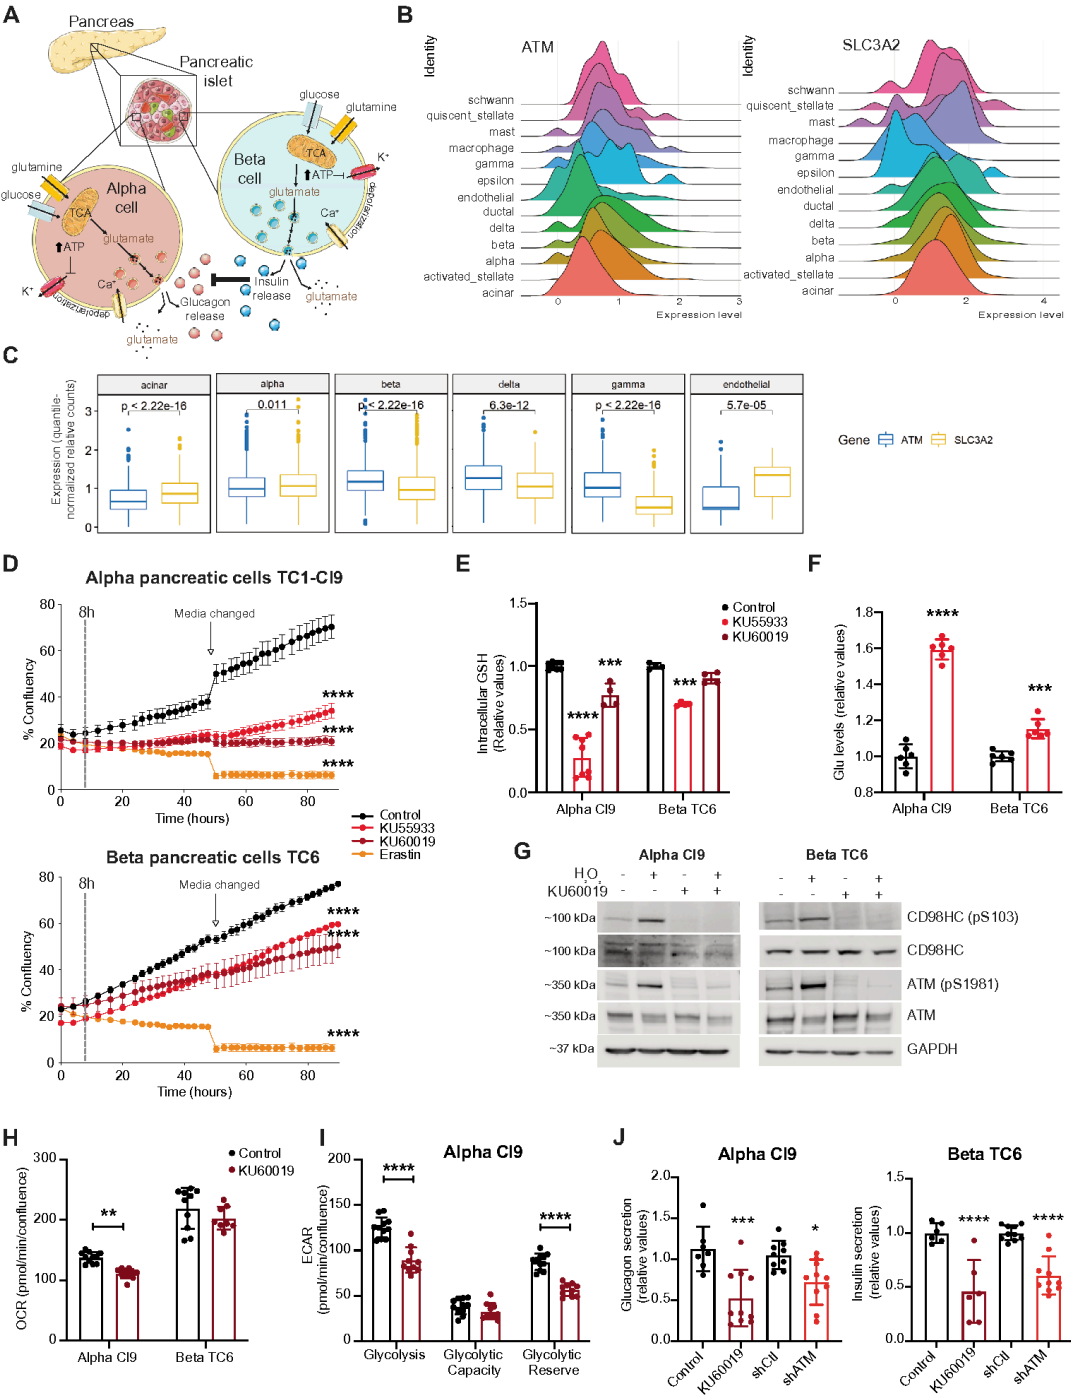 A
Pancreas
Pancreatic
islet
glucose
glutamine
TCA
K⁺
Beta
cell
⬆ATP
glutamate
Ca⁺
depolarization
Insulin
release
glutamate
glutamine
glucose
Alpha
cell
TCA
⬆ATP
glutamate
K⁺
Ca⁺
depolarization
Glucagon
release
glutamate
B
Identity
ATM
schwann
quiscent_stellate
mast
macrophage
gamma
epsilon
endothelial
ductal
delta
beta
alpha
activated_stellate
acinar
0 1 2 3
Expression level
Identity
SLC3A2
schwann
quiscent_stellate
mast
macrophage
gamma
epsilon
endothelial
ductal
delta
beta
alpha
activated_stellate
acinar
0 2 4
Expression level
C
Expression (quantile-
normalized relative counts)
3
2
1
0
acinar alpha beta delta gamma endothelial
p < 2.22e-16 0.011 p < 2.22e-16 6.3e-12 p < 2.22e-16 5.7e-05
Gene ATM SLC3A2
D
Alpha pancreatic cells TC1-Cl9
% Confluency
80
60
40
20
0
8h
Media changed
****
****
****
0 20 40 60 80
Time (hours)
Control
KU55933
KU60019
Erastin
Beta pancreatic cells TC6
% Confluency
80
60
40
20
0
8h
Media changed
****
****
****
0 20 40 60 80
Time (hours)
E
Intracellular GSH
(Relative values)
1.5
1.0
0.5
0.0
Control
KU55933
KU60019
****
***
***
Alpha Cl9 Beta TC6
F
Glu levels (relative values)
1.8
1.6
1.4
1.2
1.0
0.8
****
***
Alpha Cl9 Beta TC6
G
Alpha Cl9 Beta TC6
H₂O₂ - + - + - + - +
KU60019 - - + + - - + +
~100 kDa CD98HC (pS103)
~100 kDa CD98HC
~350 kDa ATM (pS1981)
~350 kDa ATM
~37 kDa GAPDH
H
OCR (pmol/min/confluence)
300
200
100
0
Control
KU60019
**
Alpha Cl9 Beta TC6
I
Alpha Cl9
ECAR
(pmol/min/confluence)
200
150
100
50
0
****
****
Glycolysis Glycolytic Glycolytic
Capacity Reserve
J
Alpha Cl9
Glucagon secretion
(relative values)
2.0
1.5
1.0
0.5
0.0
***
*
Control KU60019 shCtl shATM
Beta TC6
Insulin secretion
(relative values)
1.5
1.0
0.5
0.0
****
****
Control KU60019 shCtl shATM